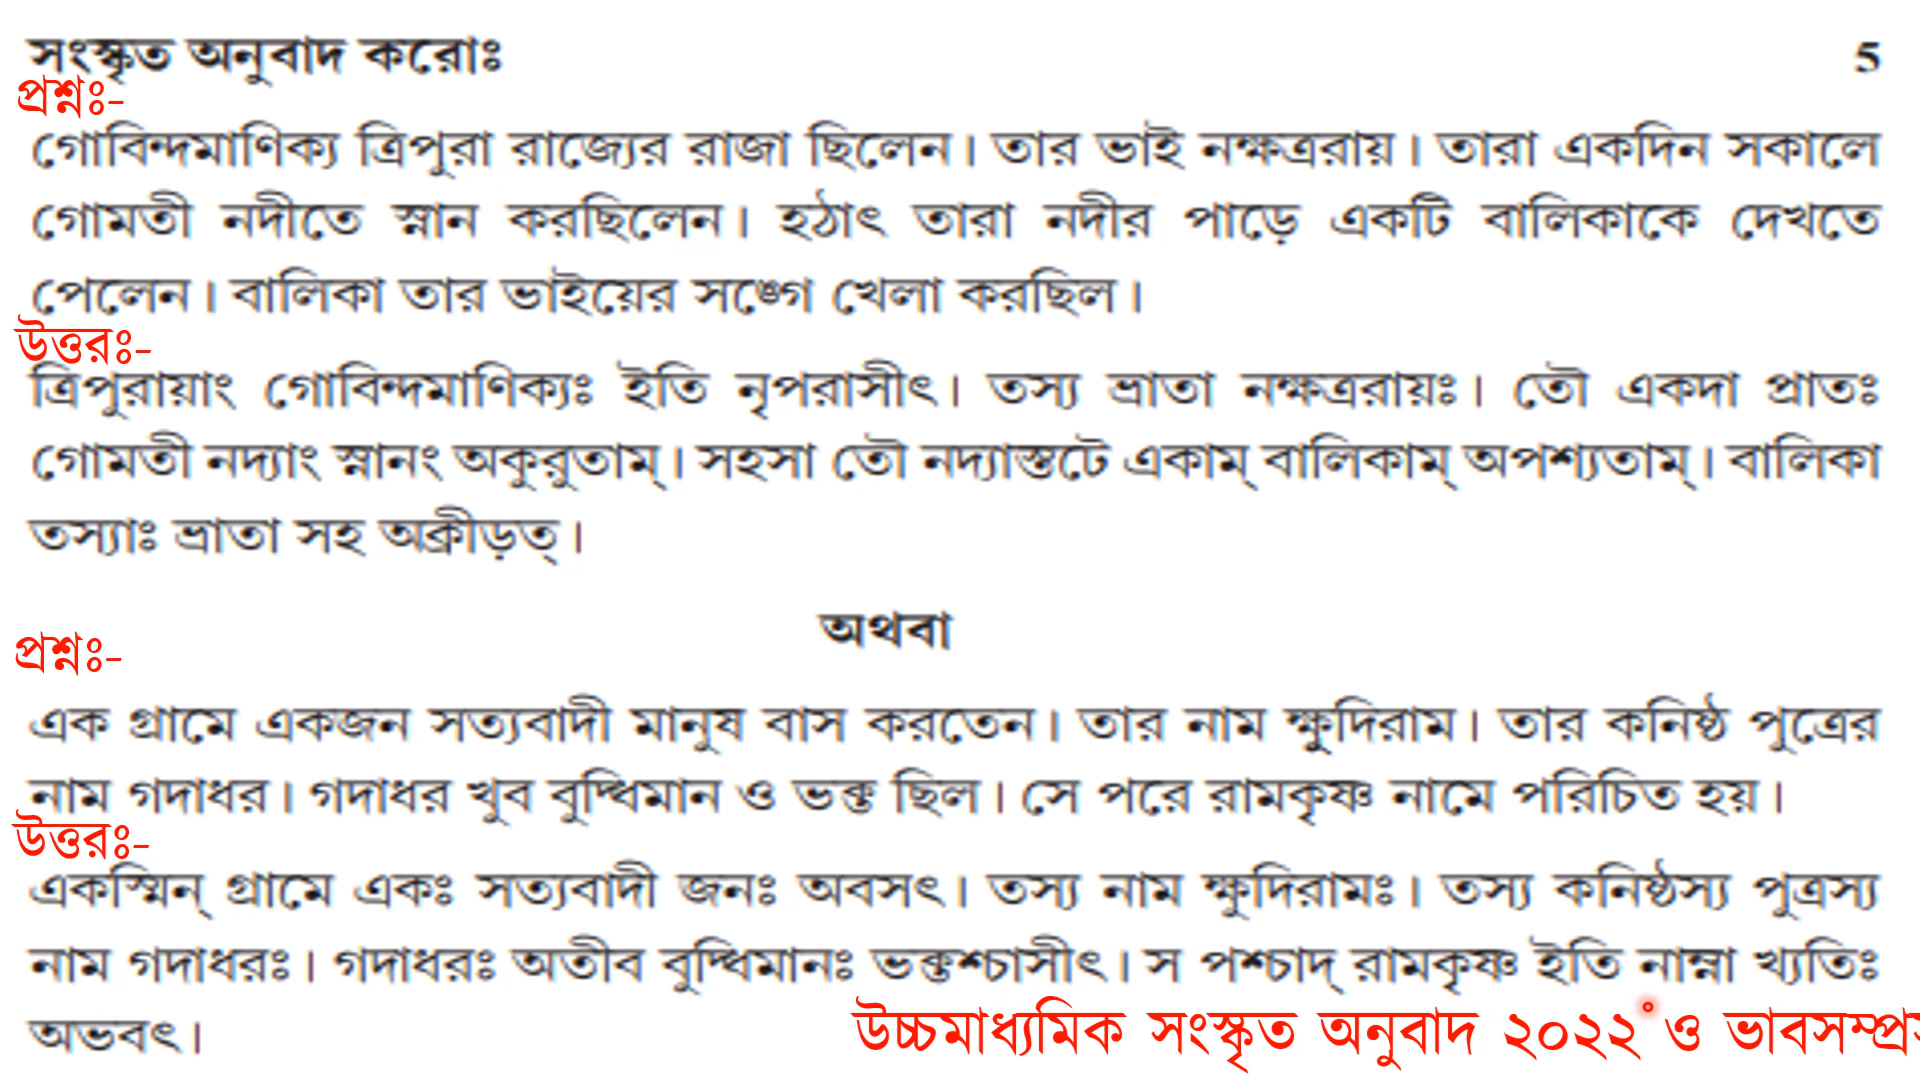 সংস্কৃত অনুবাদ করোঃ 5
প্রশ্নঃ-
গোবিন্দমাণিক্য ত্রিপুরা রাজ্যের রাজা ছিলেন। তার ভাই নক্ষত্ররায়। তারা একদিন সকালে
গোমতী নদীতে স্নান করছিলেন। হঠাৎ তারা নদীর পাড়ে একটি বালিকাকে দেখতে
পেলেন। বালিকা তার ভাইয়ের সঙ্গে খেলা করছিল।
উত্তরঃ-
ত্রিপুরায়াং গোবিন্দমাণিক্যঃ ইতি নৃপরাসীৎ। তস্য ভ্রাতা নক্ষত্ররায়ঃ। তৌ একদা প্রাতঃ
গোমতী নদ্যাং স্নানং অকুরুতাম্। সহসা তৌ নদ্যাস্তটে একাম্ বালিকাম্ অপশ্যতাম্। বালিকা
তস্যাঃ ভ্রাতা সহ অক্রীড়ত্।
অথবা
প্রশ্নঃ-
এক গ্রামে একজন সত্যবাদী মানুষ বাস করতেন। তার নাম ক্ষুদিরাম। তার কনিষ্ঠ পুত্রের
নাম গদাধর। গদাধর খুব বুদ্ধিমান ও ভক্ত ছিল। সে পরে রামকৃষ্ণ নামে পরিচিত হয়।
উত্তরঃ-
একস্মিন্ গ্রামে একঃ সত্যবাদী জনঃ অবসৎ। তস্য নাম ক্ষুদিরামঃ। তস্য কনিষ্ঠস্য পুত্রস্য
নাম গদাধরঃ। গদাধরঃ অতীব বুদ্ধিমানঃ ভক্তশ্চাসীৎ। স পশ্চাদ্ রামকৃষ্ণ ইতি নাম্না খ্যতিঃ
অভবৎ।
উচ্চমাধ্যমিক সংস্কৃত অনুবাদ ২০২২ ও ভাবসম্প্রস